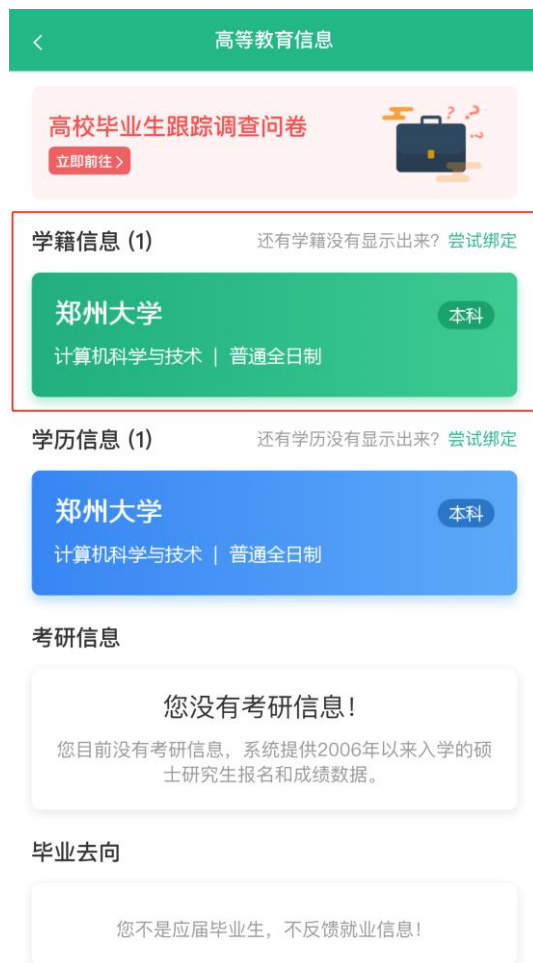 高等教育信息
高校毕业生跟踪调查问卷
立即前往 >
学籍信息 (1) 还有学籍没有显示出来? 尝试绑定
郑州大学 本科
计算机科学与技术 | 普通全日制
学历信息 (1) 还有学历没有显示出来? 尝试绑定
郑州大学 本科
计算机科学与技术 | 普通全日制
考研信息
您没有考研信息!
您目前没有考研信息，系统提供2006年以来入学的硕
士研究生报名和成绩数据。
毕业去向
您不是应届毕业生，不反馈就业信息!